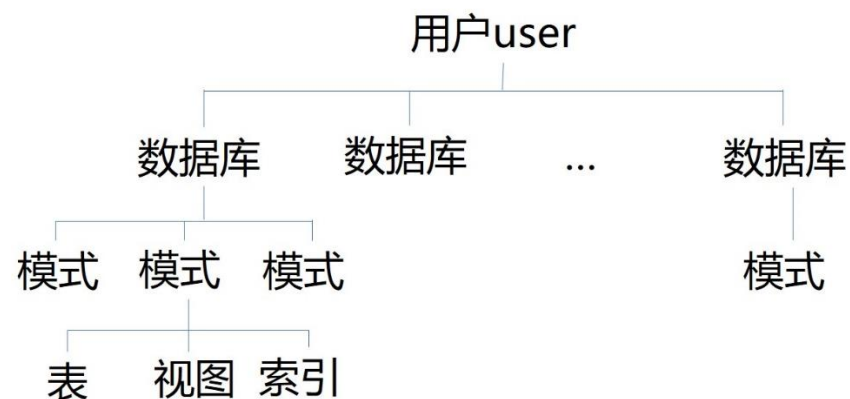 用户user
数据库 数据库 ... 数据库
模式 模式 模式 模式
表 视图 索引